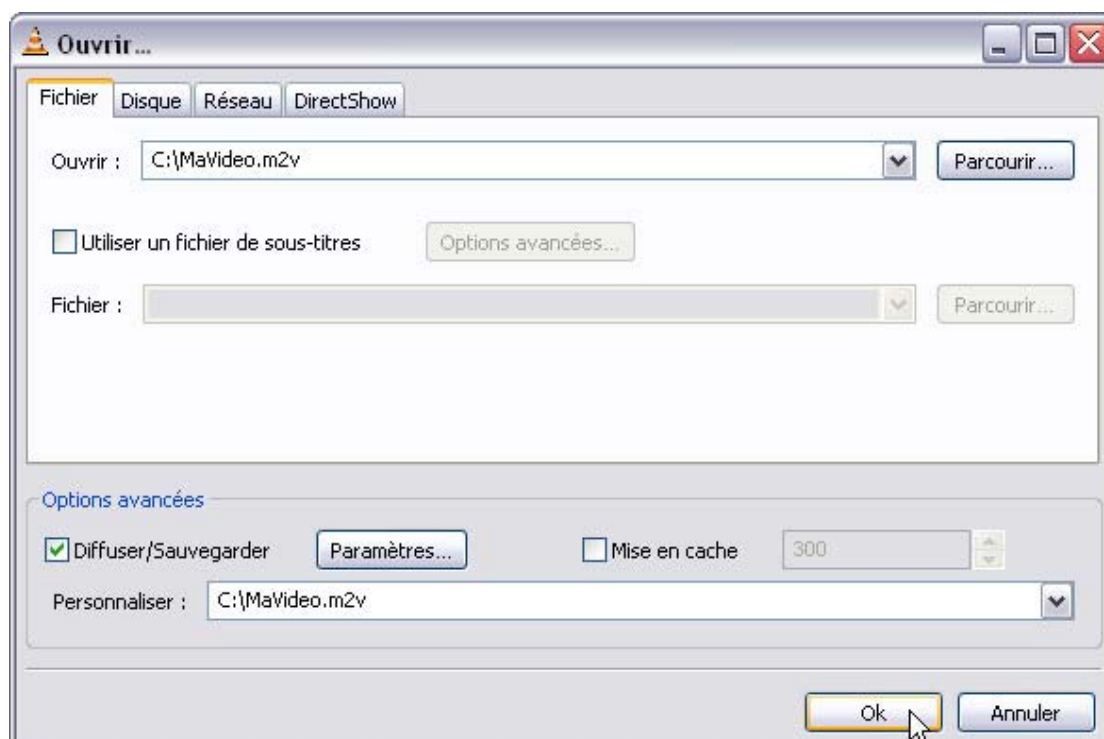 Ouvrir...
Fichier Disque Réseau DirectShow
Ouvrir : C:\MaVideo.m2v Parcourir...
Utiliser un fichier de sous-titres Options avancées...
Fichier : Parcourir...
Options avancées
Diffuser/Sauvegarder Paramètres... Mise en cache 300
Personnaliser : C:\MaVideo.m2v
Ok Annuler